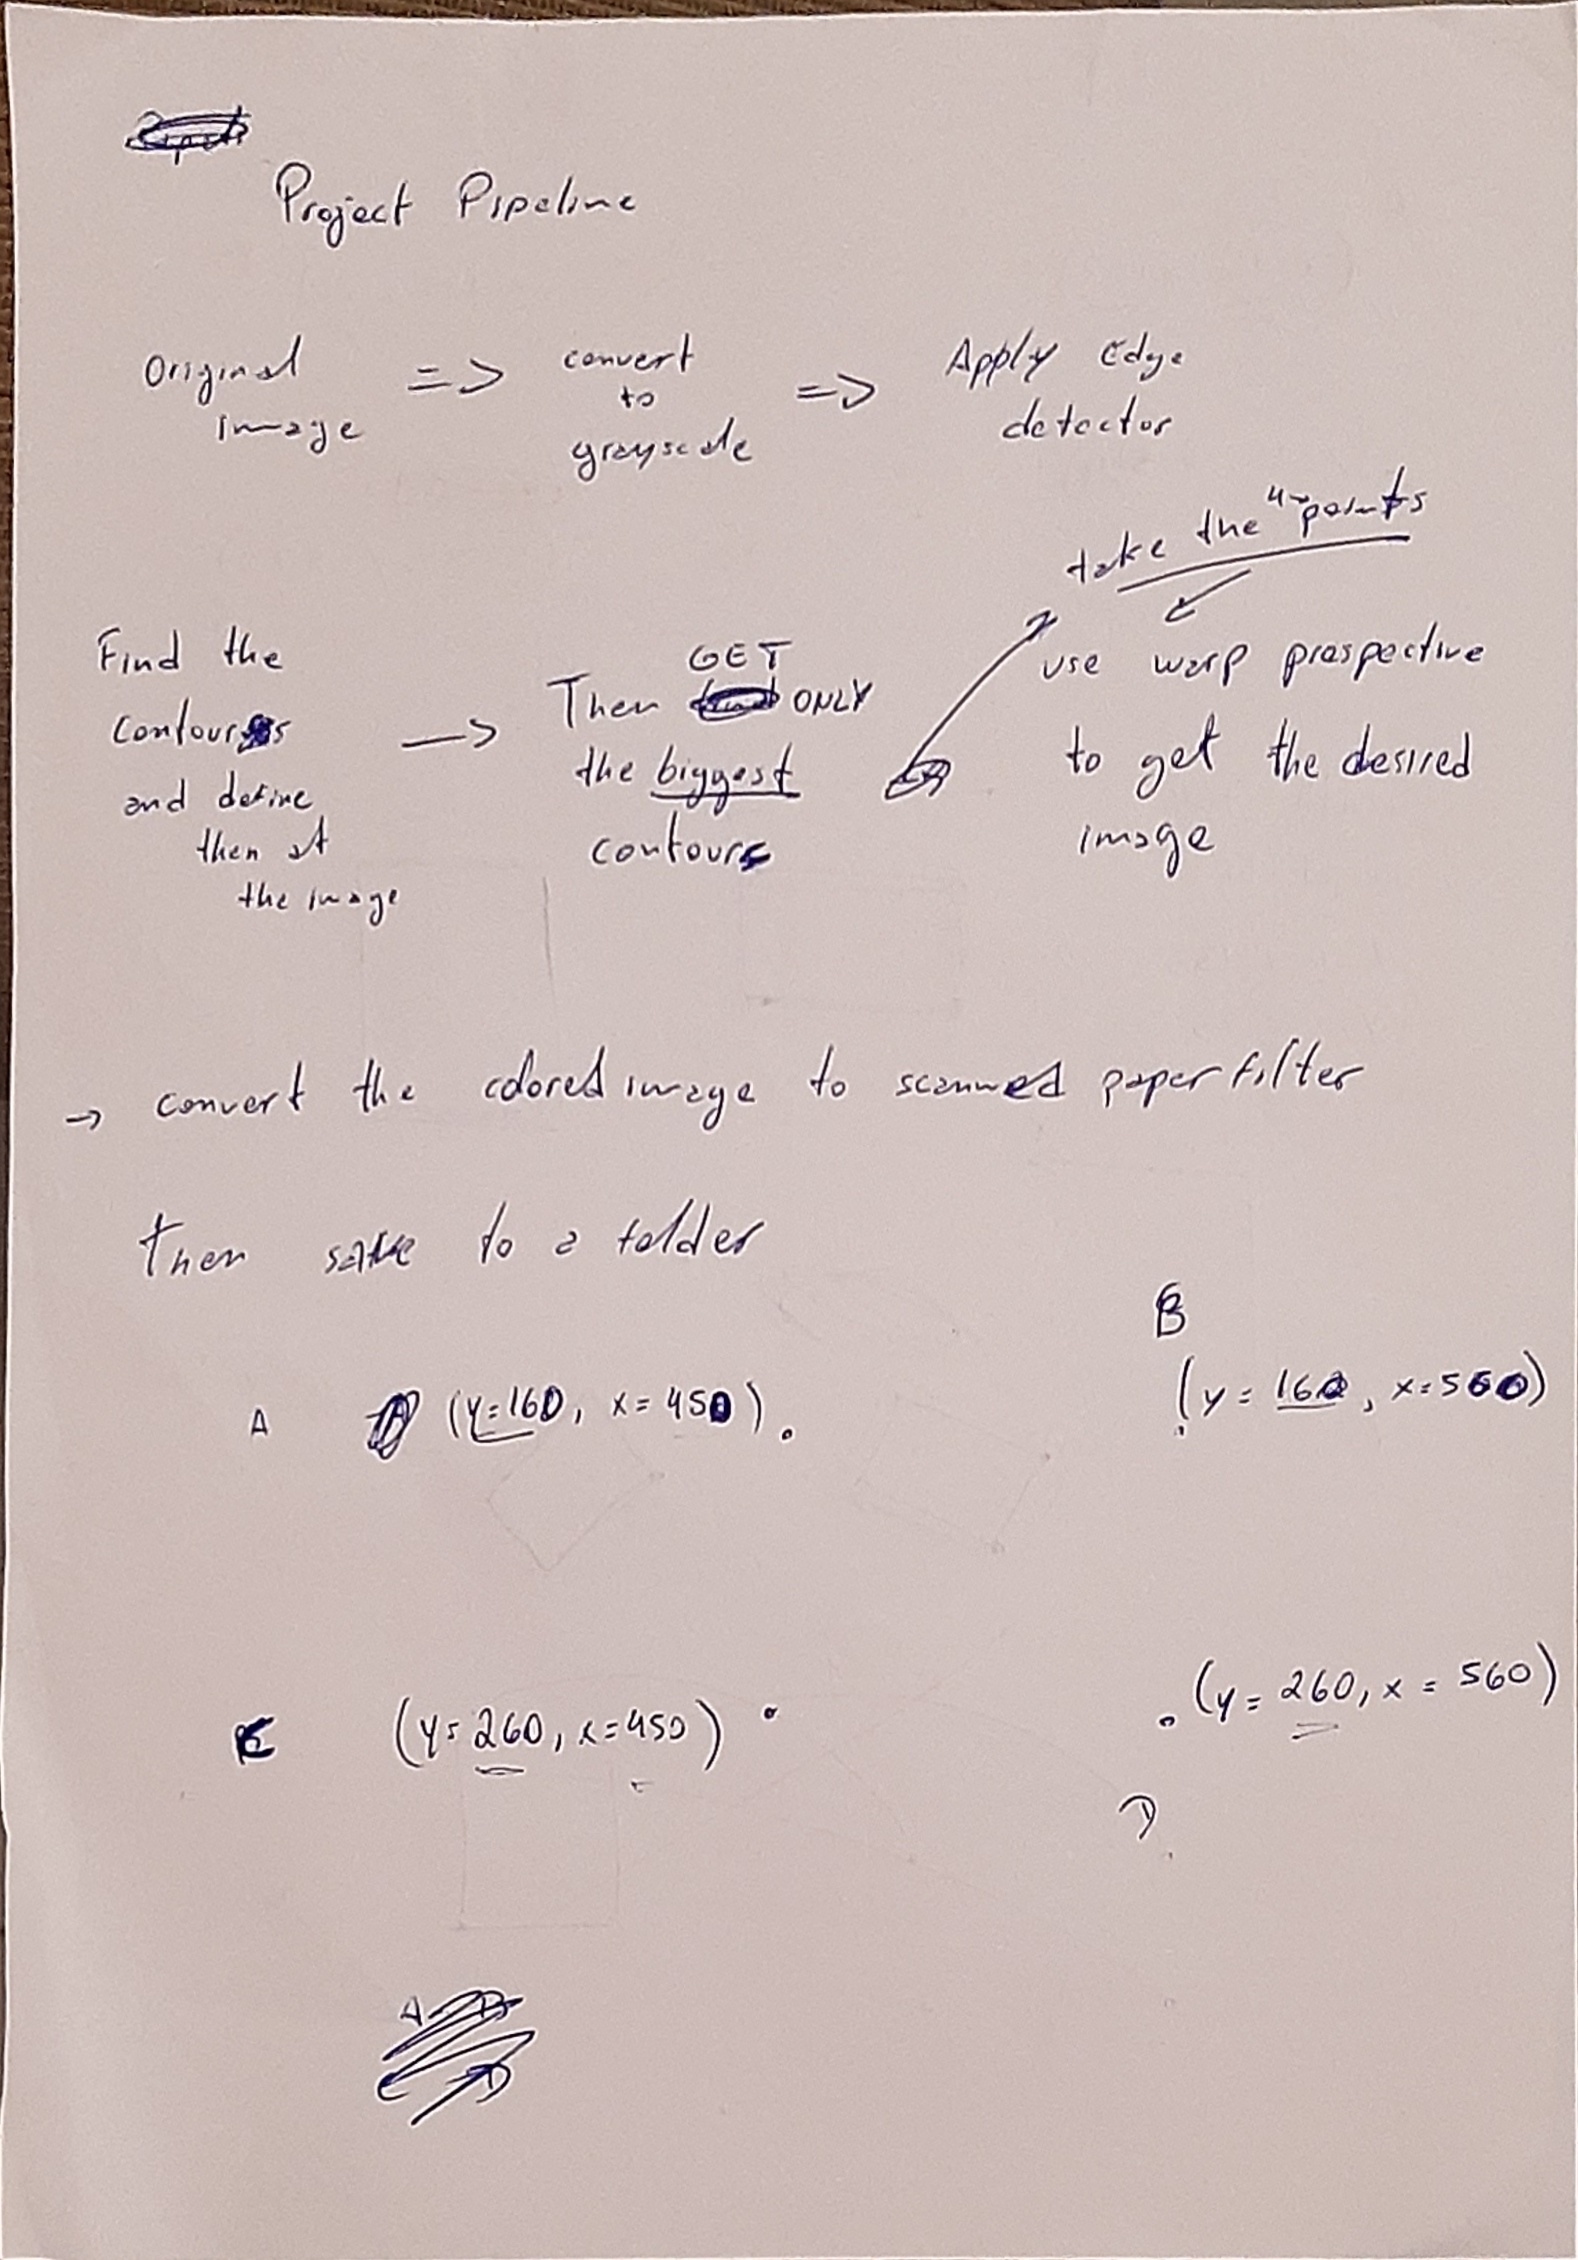 Project Pipeline
Original
image
=>
convert
to
grayscale
=>
Apply Edge
detector
Find the
contours
and define
then at
the image
->
GET
Then ONLY
the biggest
contours
take the 4 points
use warp prespective
to get the desired
image
-> convert the colored image to scanned paper filter
then save to a folder
A (y=160, x=450).
B
(y=160, x=560)
C (y=260, x=450)
(y=260, x=560)
D